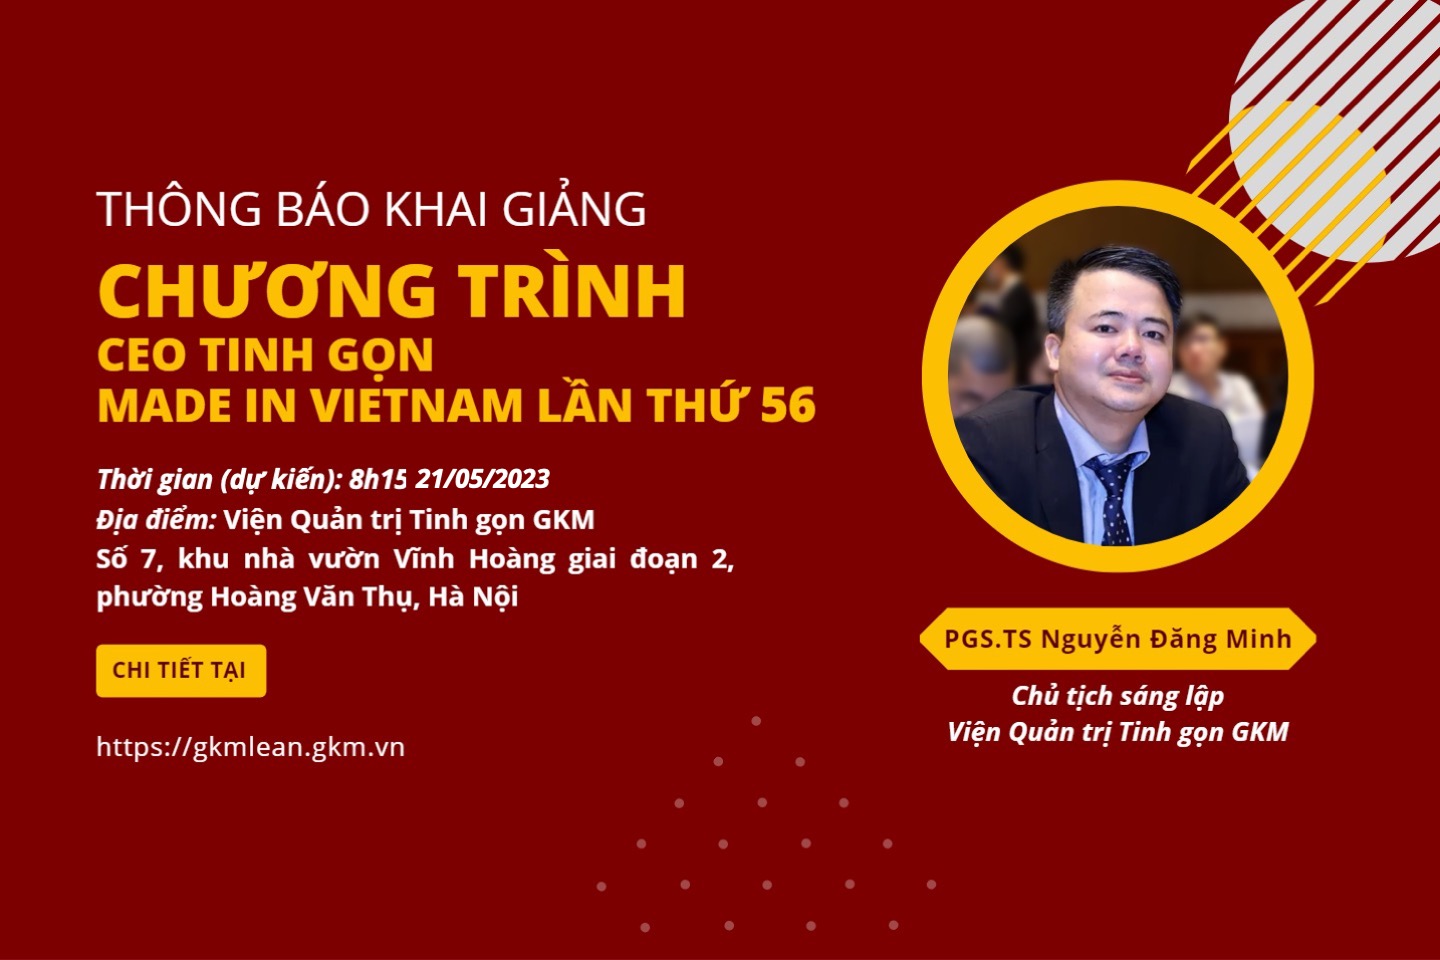 THÔNG BÁO KHAI GIẢNG
CHƯƠNG TRÌNH
CEO TINH GỌN
MADE IN VIETNAM LẦN THỨ 56
Thời gian (dự kiến): 8h15 21/05/2023
Địa điểm: Viện Quản trị Tinh gọn GKM
Số 7, khu nhà vườn Vĩnh Hoàng giai đoạn 2,
phường Hoàng Văn Thụ, Hà Nội
CHI TIẾT TẠI
https://gkmlean.gkm.vn
PGS.TS Nguyễn Đăng Minh
Chủ tịch sáng lập
Viện Quản trị Tinh gọn GKM